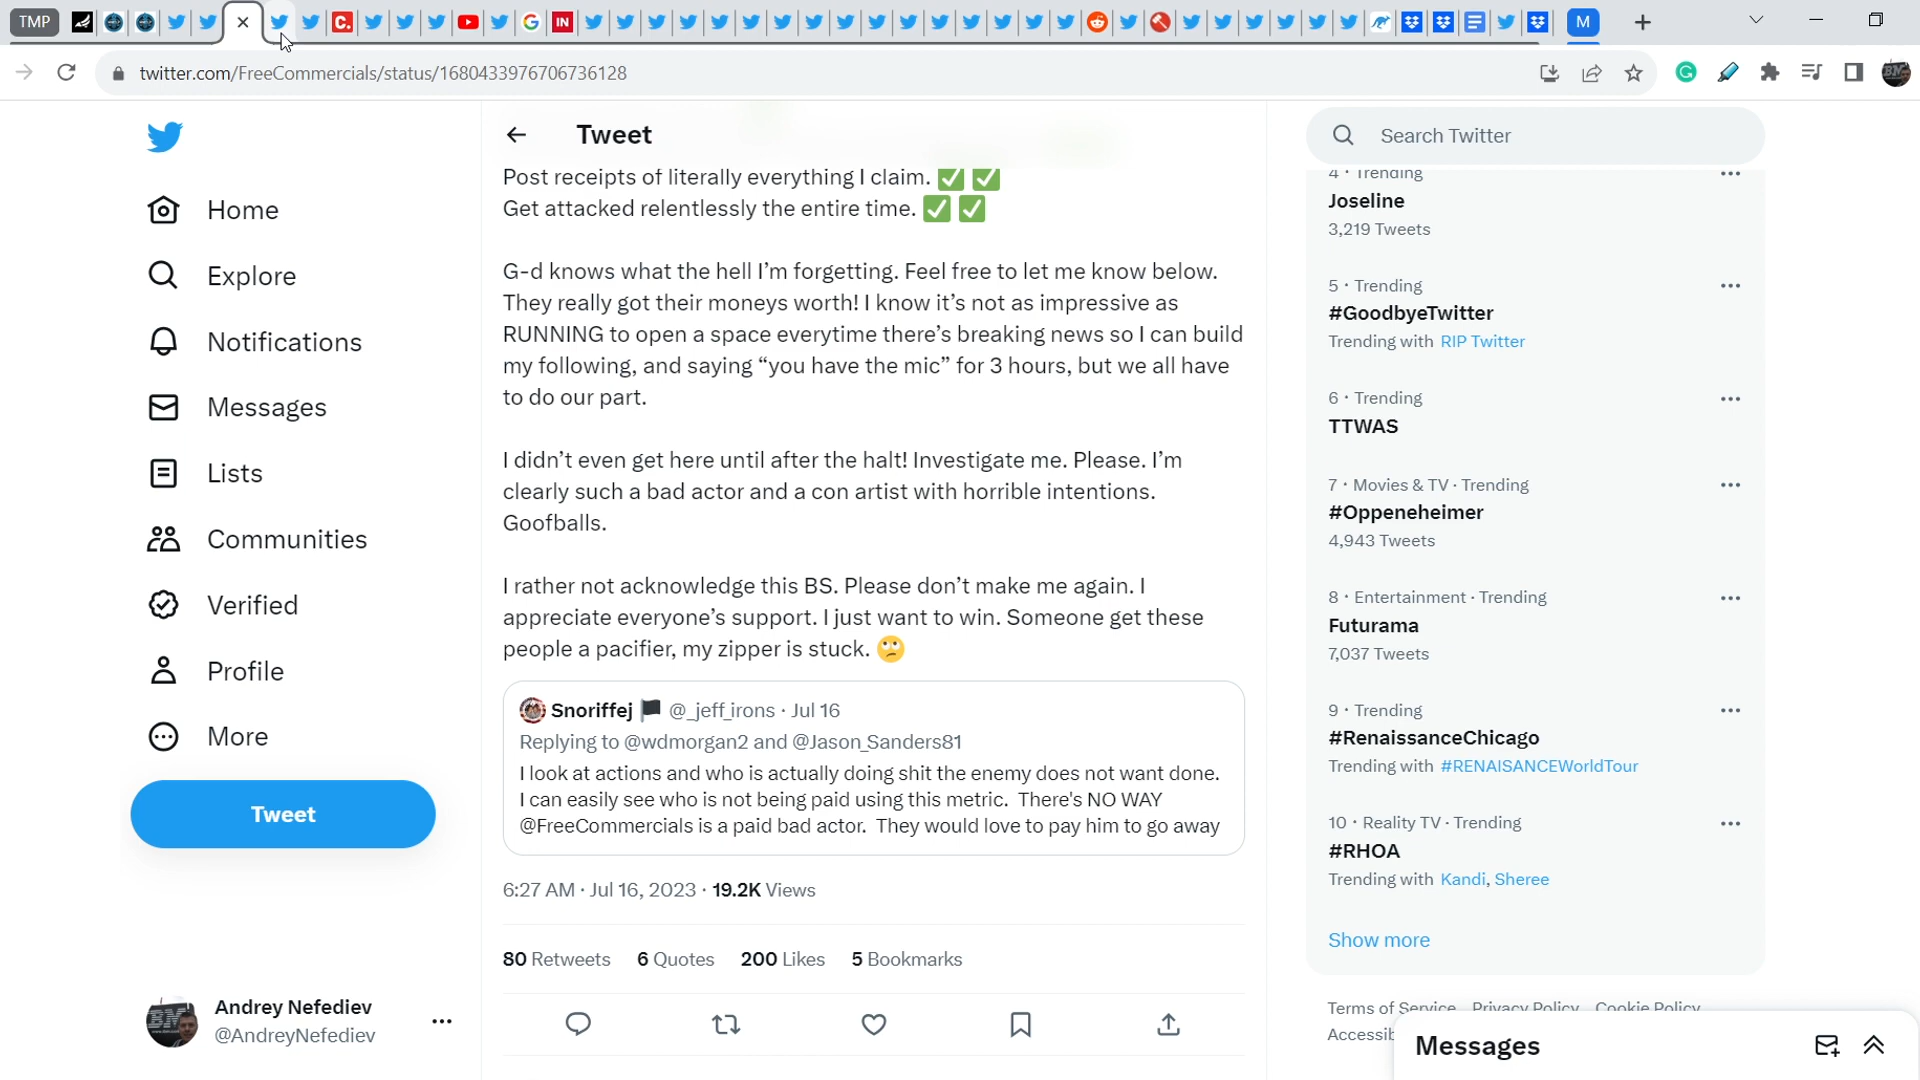 TMP
M
twitter.com/FreeCommercials/status/1680433976706736128
Home
Explore
Notifications
Messages
Lists
Communities
Verified
Profile
More
Tweet
Andrey Nefediev
@AndreyNefediev
Tweet
Post receipts of literally everything I claim. ✅ ✅
Get attacked relentlessly the entire time. ✅ ✅
G-d knows what the hell I’m forgetting. Feel free to let me know below.
They really got their moneys worth! I know it’s not as impressive as
RUNNING to open a space everytime there’s breaking news so I can build
my following, and saying “you have the mic” for 3 hours, but we all have
to do our part.
I didn’t even get here until after the halt! Investigate me. Please. I’m
clearly such a bad actor and a con artist with horrible intentions.
Goofballs.
I rather not acknowledge this BS. Please don’t make me again. I
appreciate everyone’s support. I just want to win. Someone get these
people a pacifier, my zipper is stuck. 🙄
Snoriffej 🏴 @_jeff_irons · Jul 16
Replying to @wdmorgan2 and @Jason_Sanders81
I look at actions and who is actually doing shit the enemy does not want done.
I can easily see who is not being paid using this metric. There's NO WAY
@FreeCommercials is a paid bad actor. They would love to pay him to go away
6:27 AM · Jul 16, 2023 · 19.2K Views
80 Retweets 6 Quotes 200 Likes 5 Bookmarks
Search Twitter
4 · Trending
Joseline
3,219 Tweets
5 · Trending
#GoodbyeTwitter
Trending with RIP Twitter
6 · Trending
TTWAS
7 · Movies & TV · Trending
#Oppeneheimer
4,943 Tweets
8 · Entertainment · Trending
Futurama
7,037 Tweets
9 · Trending
#RenaissanceChicago
Trending with #RENAISANCEWorldTour
10 · Reality TV · Trending
#RHOA
Trending with Kandi, Sheree
Show more
Terms of Service Privacy Policy Cookie Policy
Messages